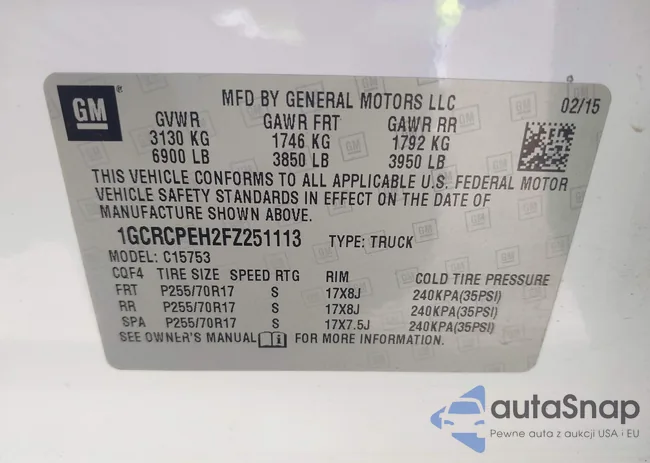 GM
MFD BY GENERAL MOTORS LLC
02/15
GVWR GAWR FRT GAWR RR
3130 KG 1746 KG 1792 KG
6900 LB 3850 LB 3950 LB
THIS VEHICLE CONFORMS TO ALL APPLICABLE U.S. FEDERAL MOTOR
VEHICLE SAFETY STANDARDS IN EFFECT ON THE DATE OF
MANUFACTURE SHOWN ABOVE.
1GCRCPEH2FZ251113 TYPE: TRUCK
MODEL: C15753
CQF4 TIRE SIZE SPEED RTG RIM COLD TIRE PRESSURE
FRT P255/70R17 S 17X8J 240KPA(35PSI)
RR P255/70R17 S 17X8J 240KPA(35PSI)
SPA P255/70R17 S 17X7.5J 240KPA(35PSI)
SEE OWNER'S MANUAL FOR MORE INFORMATION.
autaSnap
Pewne auta z aukcji USA i EU